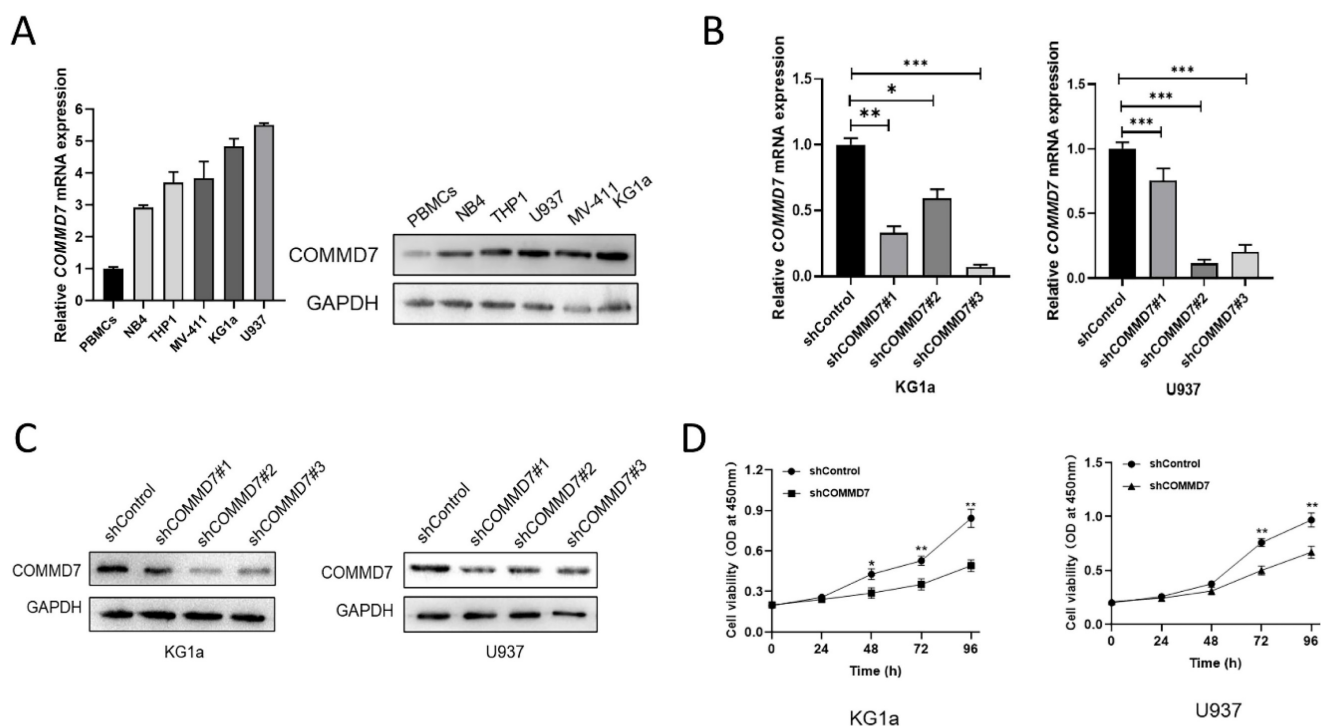 A
Relative COMMD7 mRNA expression
6
5
4
3
2
1
0
PBMCs
NB4
THP1
MV-411
KG1a
U937
PBMCs
NB4
THP1
U937
MV-411
KG1a
COMMD7
GAPDH
B
Relative COMMD7 mRNA expression
1.5
1.0
0.5
0.0
***
*
**
shControl
shCOMMD7#1
shCOMMD7#2
shCOMMD7#3
KG1a
Relative COMMD7 mRNA expression
1.5
1.0
0.5
0.0
***
***
***
shControl
shCOMMD7#1
shCOMMD7#2
shCOMMD7#3
U937
C
shControl
shCOMMD7#1
shCOMMD7#2
shCOMMD7#3
COMMD7
GAPDH
KG1a
shControl
shCOMMD7#1
shCOMMD7#2
shCOMMD7#3
COMMD7
GAPDH
U937
D
Cell viability (OD at 450nm)
1.2
0.9
0.6
0.3
0.0
shControl
shCOMMD7
*
**
**
0 24 48 72 96
Time (h)
KG1a
Cell viability (OD at 450nm)
1.5
1.0
0.5
0.0
shControl
shCOMMD7
**
**
0 24 48 72 96
Time (h)
U937